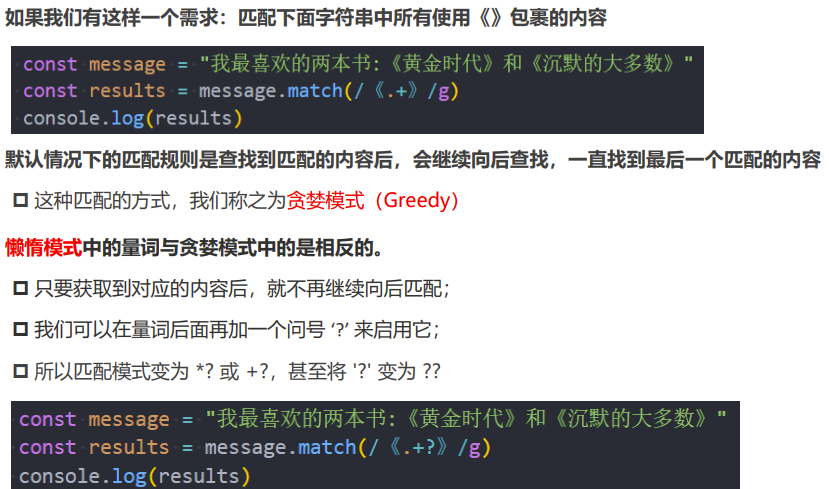 如果我们有这样一个需求：匹配下面字符串中所有使用《》包裹的内容
const message = "我最喜欢的两本书:《黄金时代》和《沉默的大多数》"
const results = message.match(/《.+》/g)
console.log(results)
默认情况下的匹配规则是查找到匹配的内容后，会继续向后查找，一直找到最后一个匹配的内容
这种匹配的方式，我们称之为贪婪模式（Greedy）
懒惰模式中的量词与贪婪模式中的是相反的。
只要获取到对应的内容后，就不再继续向后匹配；
我们可以在量词后面再加一个问号 ‘?’ 来启用它；
所以匹配模式变为 *? 或 +?，甚至将 '?' 变为 ??
const message = "我最喜欢的两本书:《黄金时代》和《沉默的大多数》"
const results = message.match(/《.+?》/g)
console.log(results)